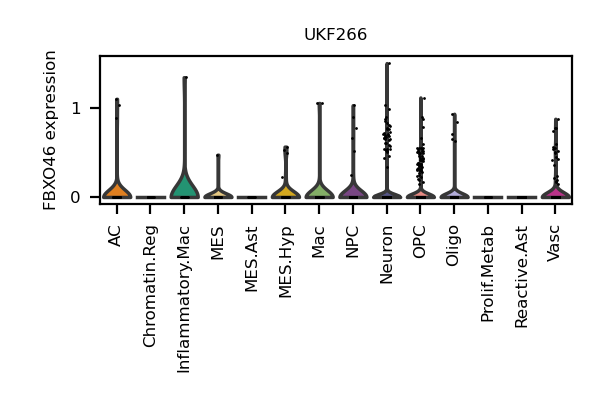 UKF266
FBXO46 expression
1
0
AC
Chromatin.Reg
Inflammatory.Mac
MES
MES.Ast
MES.Hyp
Mac
NPC
Neuron
OPC
Oligo
Prolif.Metab
Reactive.Ast
Vasc